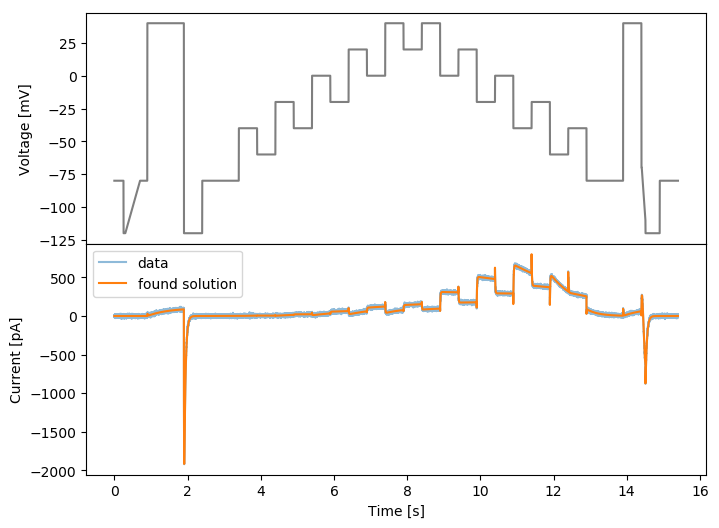 Voltage [mV]
25
0
−25
−50
−75
−100
−125
data
found solution
Current [pA]
500
0
−500
−1000
−1500
−2000
0 2 4 6 8 10 12 14 16
Time [s]